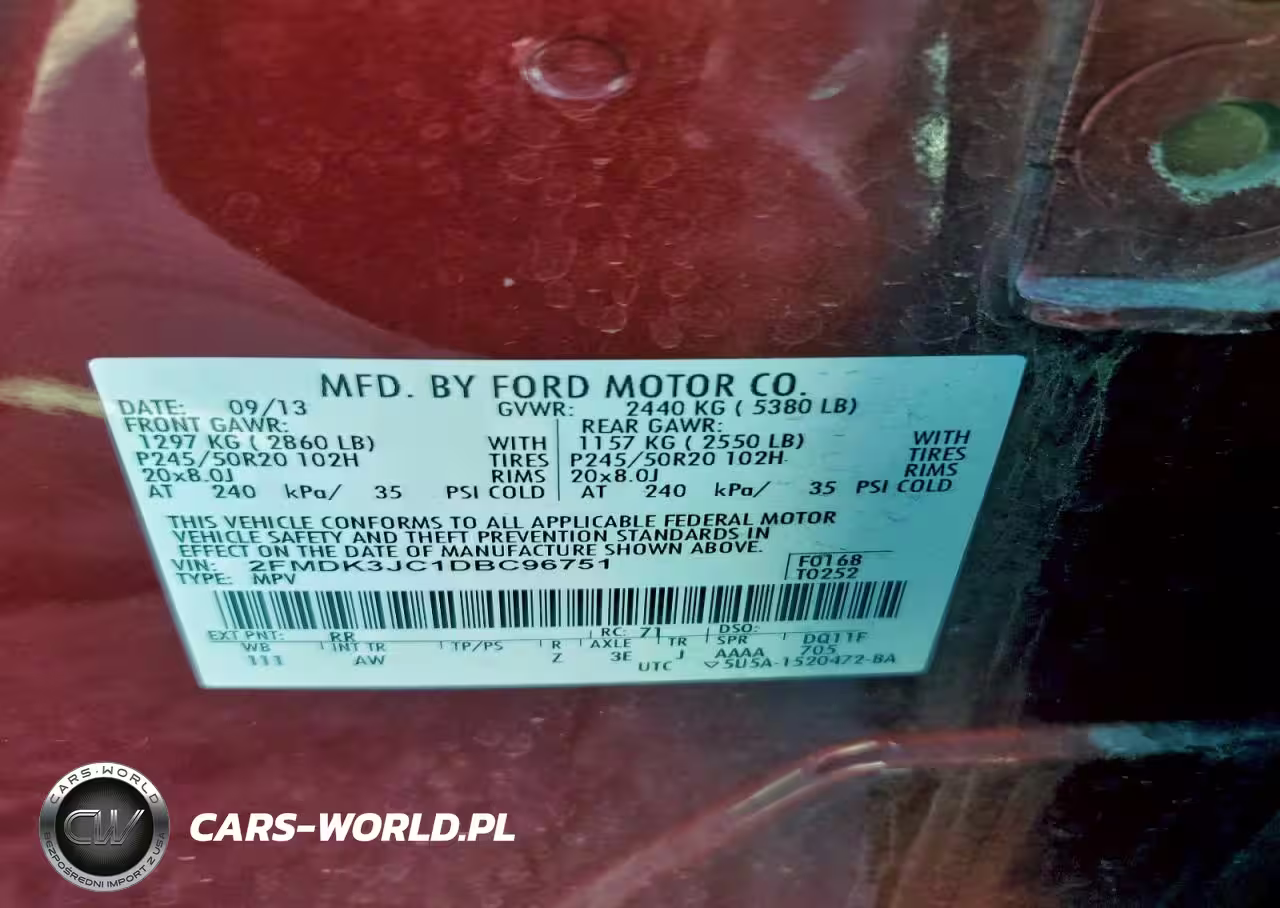 MFD. BY FORD MOTOR CO.
DATE: 09/13 GVWR: 2440 KG ( 5380 LB)
FRONT GAWR: REAR GAWR:
1297 KG ( 2860 LB) WITH 1157 KG ( 2550 LB) WITH
P245/50R20 102H TIRES P245/50R20 102H TIRES
20x8.0J RIMS 20x8.0J RIMS
AT 240 kPa/ 35 PSI COLD AT 240 kPa/ 35 PSI COLD
THIS VEHICLE CONFORMS TO ALL APPLICABLE FEDERAL MOTOR
VEHICLE SAFETY AND THEFT PREVENTION STANDARDS IN
EFFECT ON THE DATE OF MANUFACTURE SHOWN ABOVE.
VIN: 2FMDK3JC1DBC96751 F0168
TYPE: MPV T0252
EXT PNT: RR RC: 71 DSO: DQ11F
WB INT TR TP/PS R AXLE TR SPR 705
111 AW Z 3E J AAAA
UTC ▽5U5A-1520472-BA
CARS-WORLD
CW
BEZPOŚREDNI IMPORT Z USA
CARS-WORLD.PL